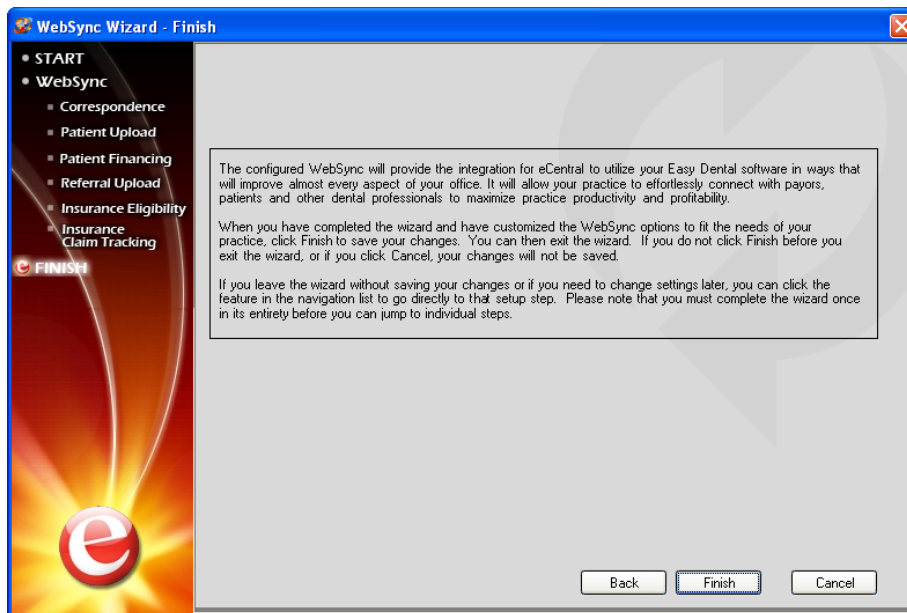 WebSync Wizard - Finish
START
WebSync
Correspondence
Patient Upload
Patient Financing
Referral Upload
Insurance Eligibility
Insurance
Claim Tracking
e FINISH
The configured WebSync will provide the integration for eCentral to utilize your Easy Dental software in ways that
will improve almost every aspect of your office. It will allow your practice to effortlessly connect with payors,
patients and other dental professionals to maximize practice productivity and profitability.
When you have completed the wizard and have customized the WebSync options to fit the needs of your
practice, click Finish to save your changes. You can then exit the wizard. If you do not click Finish before you
exit the wizard, or if you click Cancel, your changes will not be saved.
If you leave the wizard without saving your changes or if you need to change settings later, you can click the
feature in the navigation list to go directly to that setup step. Please note that you must complete the wizard once
in its entirety before you can jump to individual steps.
e
Back Finish Cancel